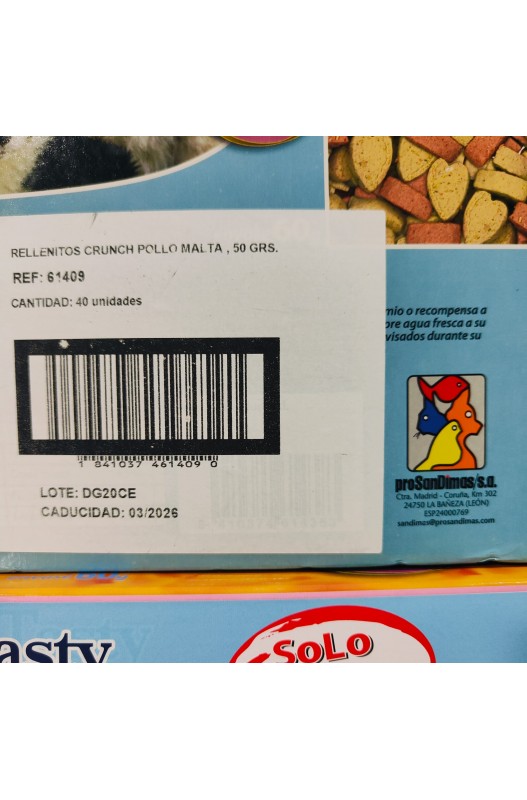 RELLENITOS CRUNCH POLLO MALTA , 50 GRS.
REF: 61409
CANTIDAD: 40 unidades
1 841037 461409 0
LOTE: DG20CE
CADUCIDAD: 03/2026
mio o recompensa a
ore agua fresca a su
visados durante su
proSanDimas/s.a.
Ctra. Madrid - Coruña, Km 302
24750 LA BAÑEZA (LEÓN)
ESP24000769
sandimas@prosandimas.com
asty
SoLo